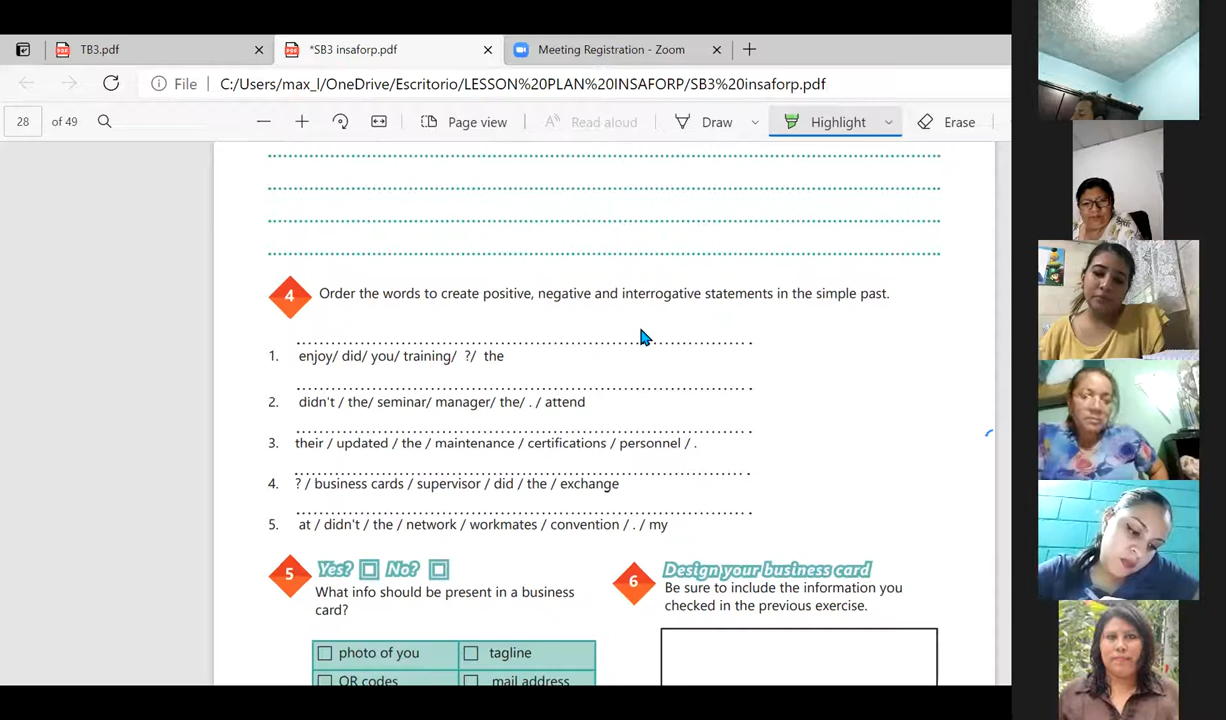 TB3.pdf
*SB3 insaforp.pdf
Meeting Registration - Zoom
File C:/Users/max_l/OneDrive/Escritorio/LESSON%20PLAN%20INSAFORP/SB3%20insaforp.pdf
28 of 49 Page view Read aloud Draw Highlight Erase
4 Order the words to create positive, negative and interrogative statements in the simple past.
1. enjoy/ did/ you/ training/ ?/ the
2. didn't / the/ seminar/ manager/ the/ . / attend
3. their / updated / the / maintenance / certifications / personnel / .
4. ? / business cards / supervisor / did / the / exchange
5. at / didn't / the / network / workmates / convention / . / my
5 Yes? No?
What info should be present in a business
card?
photo of you tagline
QR codes mail address
6 Design your business card
Be sure to include the information you
checked in the previous exercise.